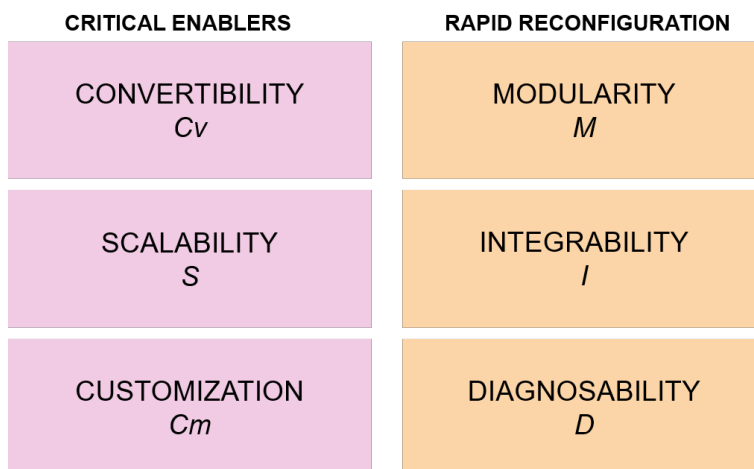 CRITICAL ENABLERS
RAPID RECONFIGURATION
CONVERTIBILITY
Cv
MODULARITY
M
SCALABILITY
S
INTEGRABILITY
I
CUSTOMIZATION
Cm
DIAGNOSABILITY
D